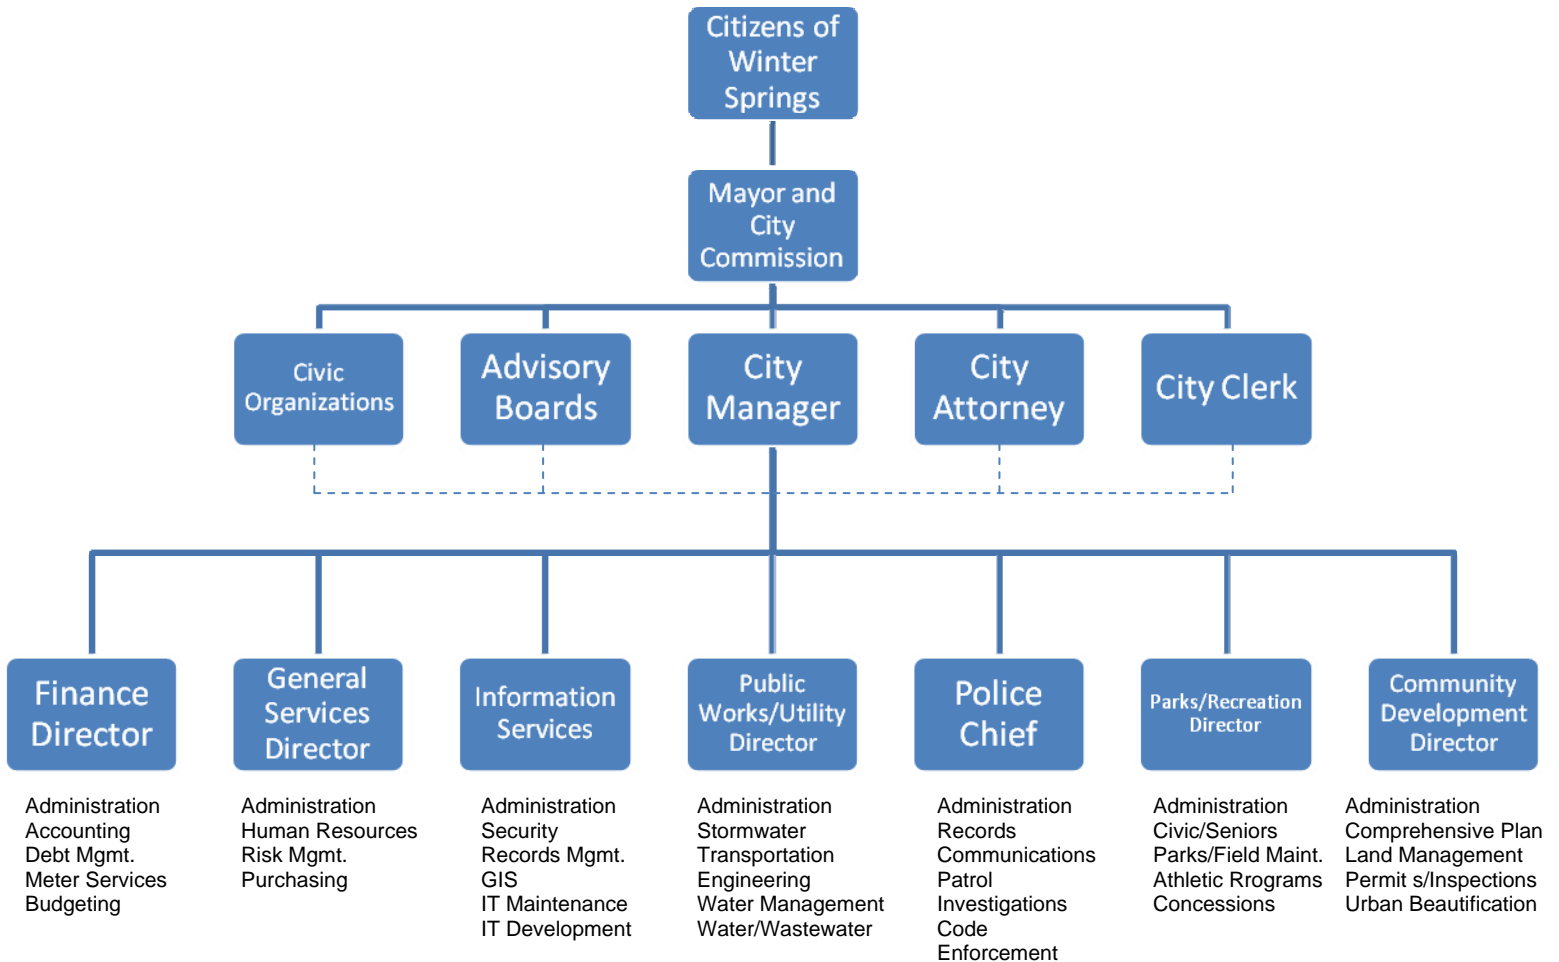 Citizens of
Winter
Springs
Mayor and
City
Commission
Civic
Organizations
Advisory
Boards
City
Manager
City
Attorney
City Clerk
Finance
Director
General
Services
Director
Information
Services
Public
Works/Utility
Director
Police
Chief
Parks/Recreation
Director
Community
Development
Director
Administration
Accounting
Debt Mgmt.
Meter Services
Budgeting
Administration
Human Resources
Risk Mgmt.
Purchasing
Administration
Security
Records Mgmt.
GIS
IT Maintenance
IT Development
Administration
Stormwater
Transportation
Engineering
Water Management
Water/Wastewater
Administration
Records
Communications
Patrol
Investigations
Code
Enforcement
Administration
Civic/Seniors
Parks/Field Maint.
Athletic Rrograms
Concessions
Administration
Comprehensive Plan
Land Management
Permit s/Inspections
Urban Beautification